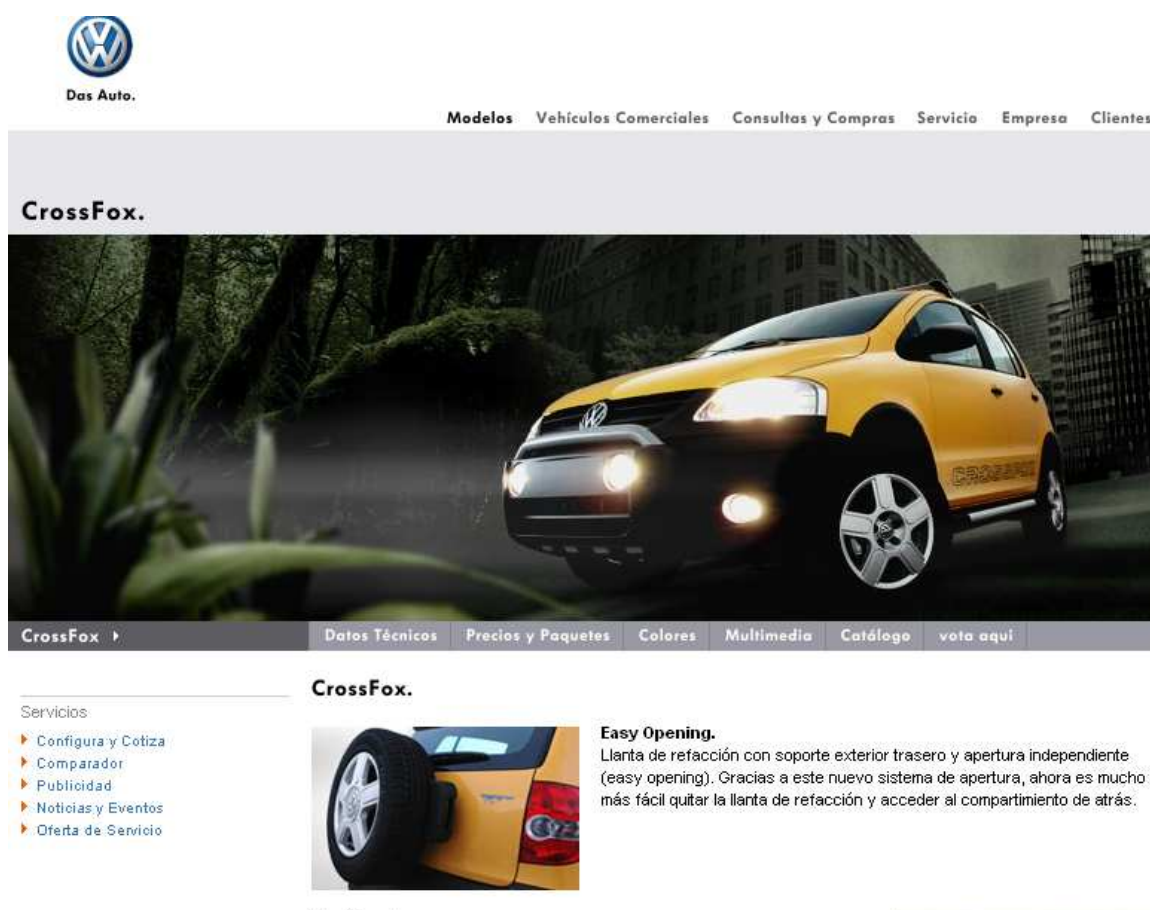 Das Auto.
Modelos Vehículos Comerciales Consultas y Compras Servicio Empresa Clientes
CrossFox.
CROSSFOX
CrossFox
Datos Técnicos Precios y Paquetes Colores Multimedia Catálogo vota aqui
CrossFox.
Servicios
Configura y Cotiza
Comparador
Publicidad
Noticias y Eventos
Oferta de Servicio
Easy Opening.
Llanta de refacción con soporte exterior trasero y apertura independiente
(easy opening). Gracias a este nuevo sistema de apertura, ahora es mucho
más fácil quitar la llanta de refacción y acceder al compartimiento de atrás.